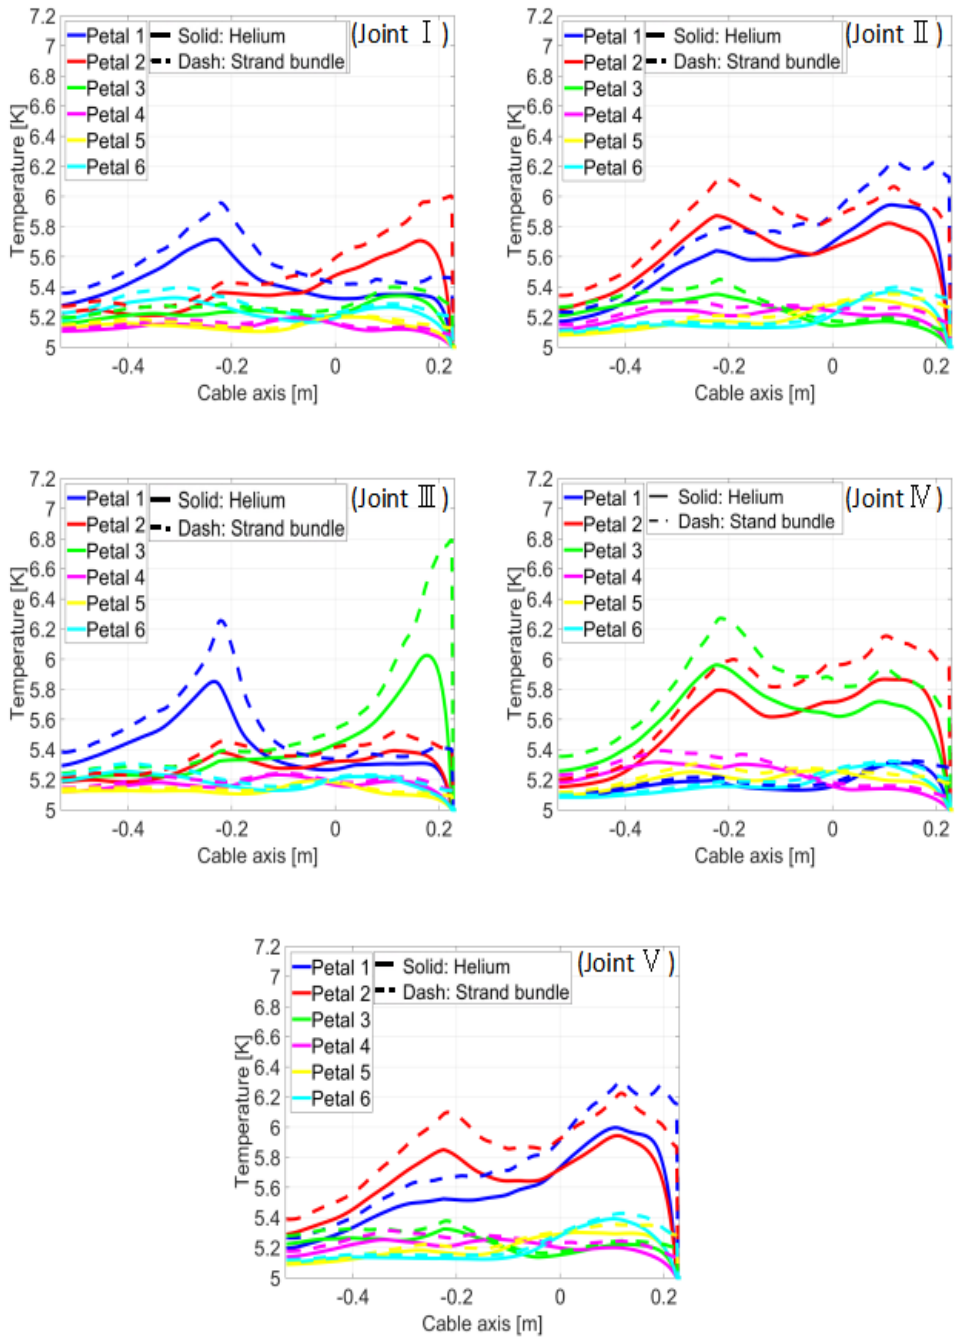 7.2
7
6.8
6.6
6.4
6.2
6
5.8
5.6
5.4
5.2
5
Temperature [K]
Petal 1
Petal 2
Petal 3
Petal 4
Petal 5
Petal 6
Solid: Helium
Dash: Strand bundle
(Joint Ⅰ)
-0.4 -0.2 0 0.2
Cable axis [m]
7.2
7
6.8
6.6
6.4
6.2
6
5.8
5.6
5.4
5.2
5
Temperature [K]
Petal 1
Petal 2
Petal 3
Petal 4
Petal 5
Petal 6
Solid: Helium
Dash: Strand bundle
(Joint Ⅱ)
-0.4 -0.2 0 0.2
Cable axis [m]
7.2
7
6.8
6.6
6.4
6.2
6
5.8
5.6
5.4
5.2
5
Temperature [K]
Petal 1
Petal 2
Petal 3
Petal 4
Petal 5
Petal 6
Solid: Helium
Dash: Strand bundle
(Joint Ⅲ)
-0.4 -0.2 0 0.2
Cable axis [m]
7.2
7
6.8
6.6
6.4
6.2
6
5.8
5.6
5.4
5.2
5
Temperature [K]
Petal 1
Petal 2
Petal 3
Petal 4
Petal 5
Petal 6
Solid: Helium
Dash: Stand bundle
(Joint Ⅳ)
-0.4 -0.2 0 0.2
Cable axis [m]
7.2
7
6.8
6.6
6.4
6.2
6
5.8
5.6
5.4
5.2
5
Temperature [K]
Petal 1
Petal 2
Petal 3
Petal 4
Petal 5
Petal 6
Solid: Helium
Dash: Strand bundle
(Joint Ⅴ)
-0.4 -0.2 0 0.2
Cable axis [m]